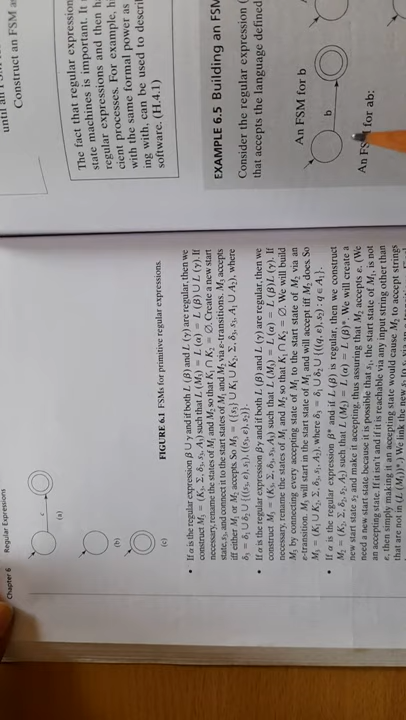 Chapter 6 Regular Expressions
c
(a)
(b)
(c)
FIGURE 6.1 FSMs for primitive regular expressions.
• If α is the regular expression β ∪ γ and if both L (β) and L (γ) are regular, then we
construct M₃ = (K₃, Σ, δ₃, s₃, A₃) such that L (M₃) = L (α) = L (β) ∪ L (γ). If
necessary, rename the states of M₁ and M₂ so that K₁ ∩ K₂ = ∅. Create a new start
state, s₃, and connect it to the start states of M₁ and M₂ via ε-transitions. M₃ accepts
iff either M₁ or M₂ accepts. So M₃ = ({s₃} ∪ K₁ ∪ K₂, Σ, δ₃, s₃, A₁ ∪ A₂), where
δ₃ = δ₁ ∪ δ₂ ∪ {((s₃, ε), s₁), ((s₃, ε), s₂)}.
• If α is the regular expression βγ and if both L (β) and L (γ) are regular, then we
construct M₃ = (K₃, Σ, δ₃, s₃, A₃) such that L (M₃) = L (α) = L (β)L (γ). If
necessary, rename the states of M₁ and M₂ so that K₁ ∩ K₂ = ∅. We will build
M₃ by connecting every accepting state of M₁ to the start state of M₂ via an
ε-transition. M₃ will start in the start state of M₁ and will accept iff M₂ does. So
M₃ = (K₁ ∪ K₂, Σ, δ₃, s₁, A₂), where δ₃ = δ₁ ∪ δ₂ ∪ {((q, ε), s₂) : q ∈ A₁}.
• If α is the regular expression β* and if L (β) is regular, then we construct
M₂ = (K₂, Σ, δ₂, s₂, A₂) such that L (M₂) = L (α) = L (β)*. We will create a
new start state s₂ and make it accepting, thus assuring that M₂ accepts ε. (We
need a new start state because it is possible that s₁, the start state of M₁, is not
an accepting state. If it isn't and if it is reachable via any input string other than
ε, then simply making it an accepting state would cause M₂ to accept strings
that are not in (L (M₁))*.) We link the new s₂ to s₁ via an
Construct an FSM
The fact that regular expression
state machines is important. It
regular expressions and then h
cient processes. For example, hi
with the same formal power as
ing with, can be used to descri
software. (H.4.1)
EXAMPLE 6.5 Building an FSM
Consider the regular expression (
that accepts the language defined
An FSM for b
b
An FS for ab: